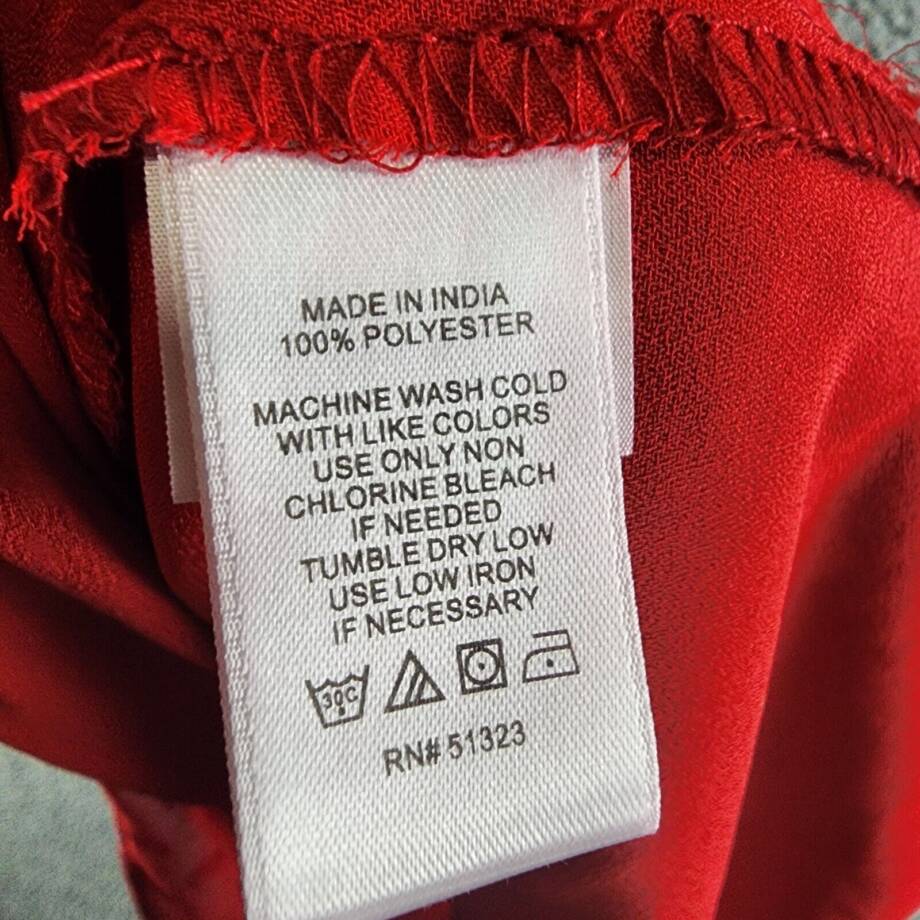 MADE IN INDIA
100% POLYESTER
MACHINE WASH COLD
WITH LIKE COLORS
USE ONLY NON
CHLORINE BLEACH
IF NEEDED
TUMBLE DRY LOW
USE LOW IRON
IF NECESSARY
30C
RN# 51323